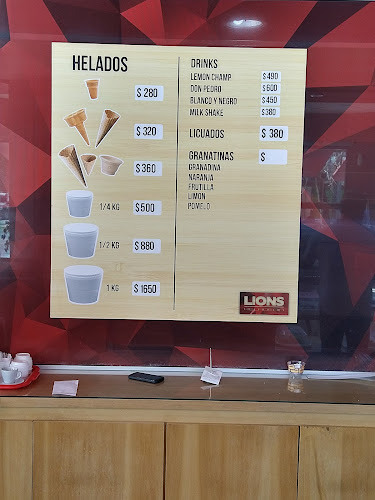 HELADOS
$ 280
$ 320
$ 360
1/4 KG $ 500
1/2 KG $ 880
1 KG $ 1650
DRINKS
LEMON CHAMP $ 490
DON PEDRO $ 600
BLANCO Y NEGRO $ 450
MILK SHAKE $ 380
LICUADOS $ 380
GRANATINAS $
GRANADINA
NARANJA
FRUTILLA
LIMON
POMELO
LIONS